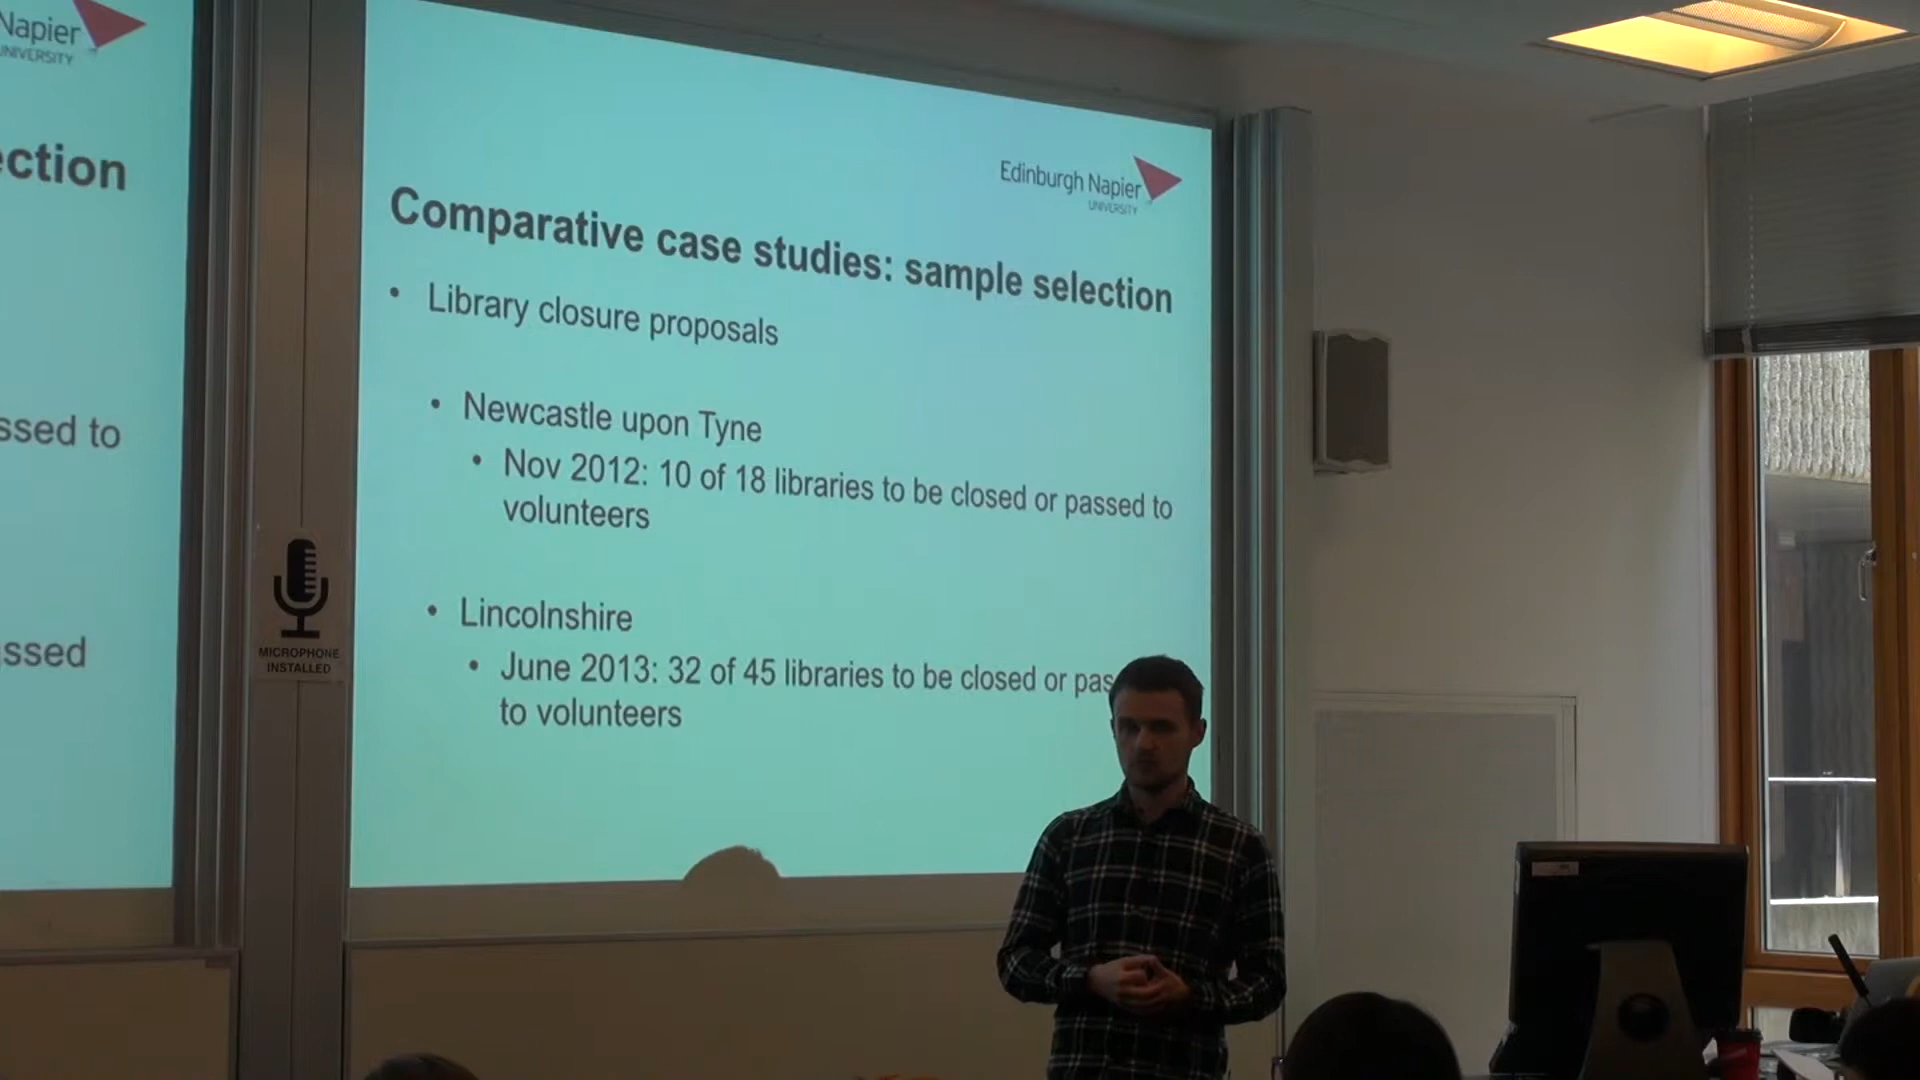 Napier
UNIVERSITY
ction
ssed to
ssed
MICROPHONE
INSTALLED
Edinburgh Napier
UNIVERSITY
Comparative case studies: sample selection
• Library closure proposals
• Newcastle upon Tyne
• Nov 2012: 10 of 18 libraries to be closed or passed to
volunteers
• Lincolnshire
• June 2013: 32 of 45 libraries to be closed or pas
to volunteers